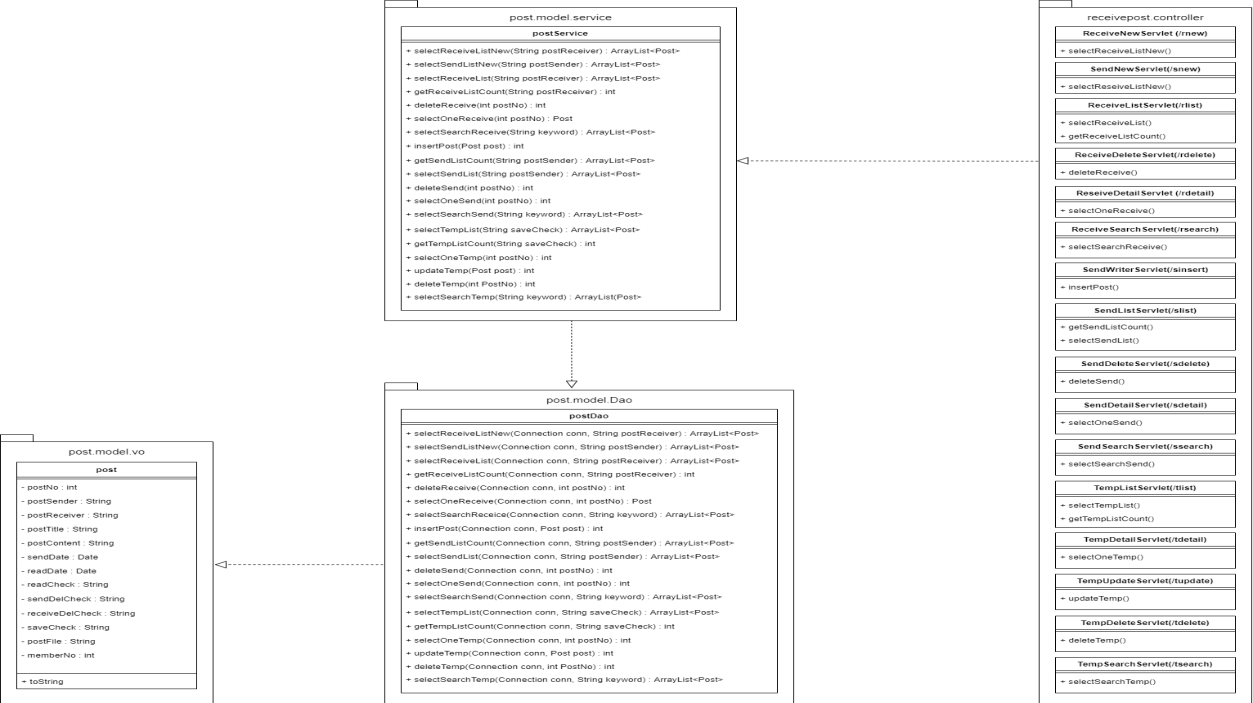 post.model.service
postService
+ selectReceiveListNew(String postReceiver) : ArrayList<Post>
+ selectSendListNew(String postSender) : ArrayList<Post>
+ selectReceiveList(String postReceiver) : ArrayList<Post>
+ getReceiveListCount(String postReceiver) : int
+ deleteReceive(int postNo) : int
+ selectOneReceive(int postNo) : Post
+ selectSearchReceive(String keyword) : ArrayList<Post>
+ insertPost(Post post) : int
+ getSendListCount(String postSender) : ArrayList<Post>
+ selectSendList(String postSender) : ArrayList<Post>
+ deleteSend(int postNo) : int
+ selectOneSend(int postNo) : int
+ selectSearchSend(String keyword) : ArrayList<Post>
+ selectTempList(String saveCheck) : ArrayList<Post>
+ getTempListCount(String saveCheck) : int
+ selectOneTemp(int postNo) : int
+ updateTemp(Post post) : int
+ deleteTemp(int PostNo) : int
+ selectSearchTemp(String keyword) : ArrayList(Post>
post.model.Dao
postDao
+ selectReceiveListNew(Connection conn, String postReceiver) : ArrayList<Post>
+ selectSendListNew(Connection conn, String postSender) : ArrayList<Post>
+ selectReceiveList(Connection conn, String postReceiver) : ArrayList<Post>
+ getReceiveListCount(Connection conn, String postReceiver) : int
+ deleteReceive(Connection conn, int postNo) : int
+ selectOneReceive(Connection conn, int postNo) : Post
+ selectSearchReceice(Connection conn, String keyword) : ArrayList<Post>
+ insertPost(Connection conn, Post post) : int
+ getSendListCount(Connection conn, String postSender) : ArrayList<Post>
+ selectSendList(Connection conn, String postSender) : ArrayList<Post>
+ deleteSend(Connection conn, int postNo) : int
+ selectOneSend(Connection conn, int postNo) : int
+ selectSearchSend(Connection conn, String keyword) : ArrayList<Post>
+ selectTempList(Connection conn, String saveCheck) : ArrayList<Post>
+ getTempListCount(Connection conn, String saveCheck) : int
+ selectOneTemp(Connection conn, int postNo) : int
+ updateTemp(Connection conn, Post post) : int
+ deleteTemp(Connection conn, int PostNo) : int
+ selectSearchTemp(Connection conn, String keyword) : ArrayList<Post>
post.model.vo
post
- postNo : int
- postSender : String
- postReceiver : String
- postTitle : String
- postContent : String
- sendDate : Date
- readDate : Date
- readCheck : String
- sendDelCheck : String
- receiveDelCheck : String
- saveCheck : String
- postFile : String
- memberNo : int
+ toString
receivepost.controller
ReceiveNewServlet (/rnew)
+ selectReceiveListNew()
SendNewServlet(/snew)
+ selectReseiveListNew()
ReceiveListServlet(/rlist)
+ selectReceiveList()
+ getReceiveListCount()
ReceiveDeleteServlet(/rdelete)
+ deleteReceive()
ReseiveDetailServlet (/rdetail)
+ selectOneReceive()
ReceiveSearchServlet(/rsearch)
+ selectSearchReceive()
SendWriterServlet(/sinsert)
+ insertPost()
SendListServlet(/slist)
+ getSendListCount()
+ selectSendList()
SendDeleteServlet(/sdelete)
+ deleteSend()
SendDetailServlet(/sdetail)
+ selectOneSend()
SendSearchServlet(/ssearch)
+ selectSearchSend()
TempListServlet(/tlist)
+ selectTempList()
+ getTempListCount()
TempDetailServlet(/tdetail)
+ selectOneTemp()
TempUpdateServlet(/tupdate)
+ updateTemp()
TempDeleteServlet(/tdelete)
+ deleteTemp()
TempSearchServlet(/tsearch)
+ selectSearchTemp()